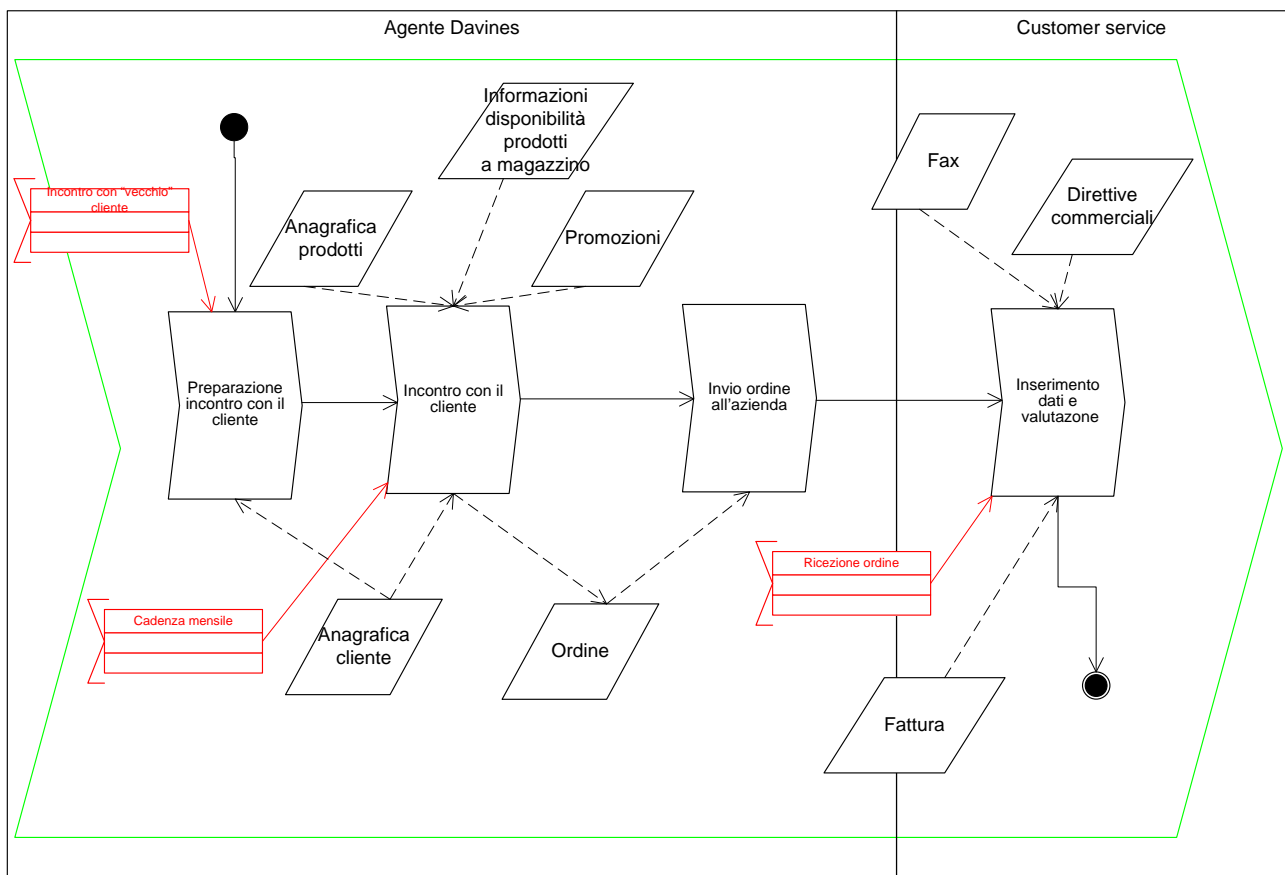 Agente Davines
Customer service
Informazioni
disponibilità
prodotti
a magazzino
Fax
Direttive
commerciali
Incontro con "vecchio"
cliente
Anagrafica
prodotti
Promozioni
Preparazione
incontro con il
cliente
Incontro con il
cliente
Invio ordine
all'azienda
Inserimento
dati e
valutazone
Ricezione ordine
Cadenza mensile
Anagrafica
cliente
Ordine
Fattura